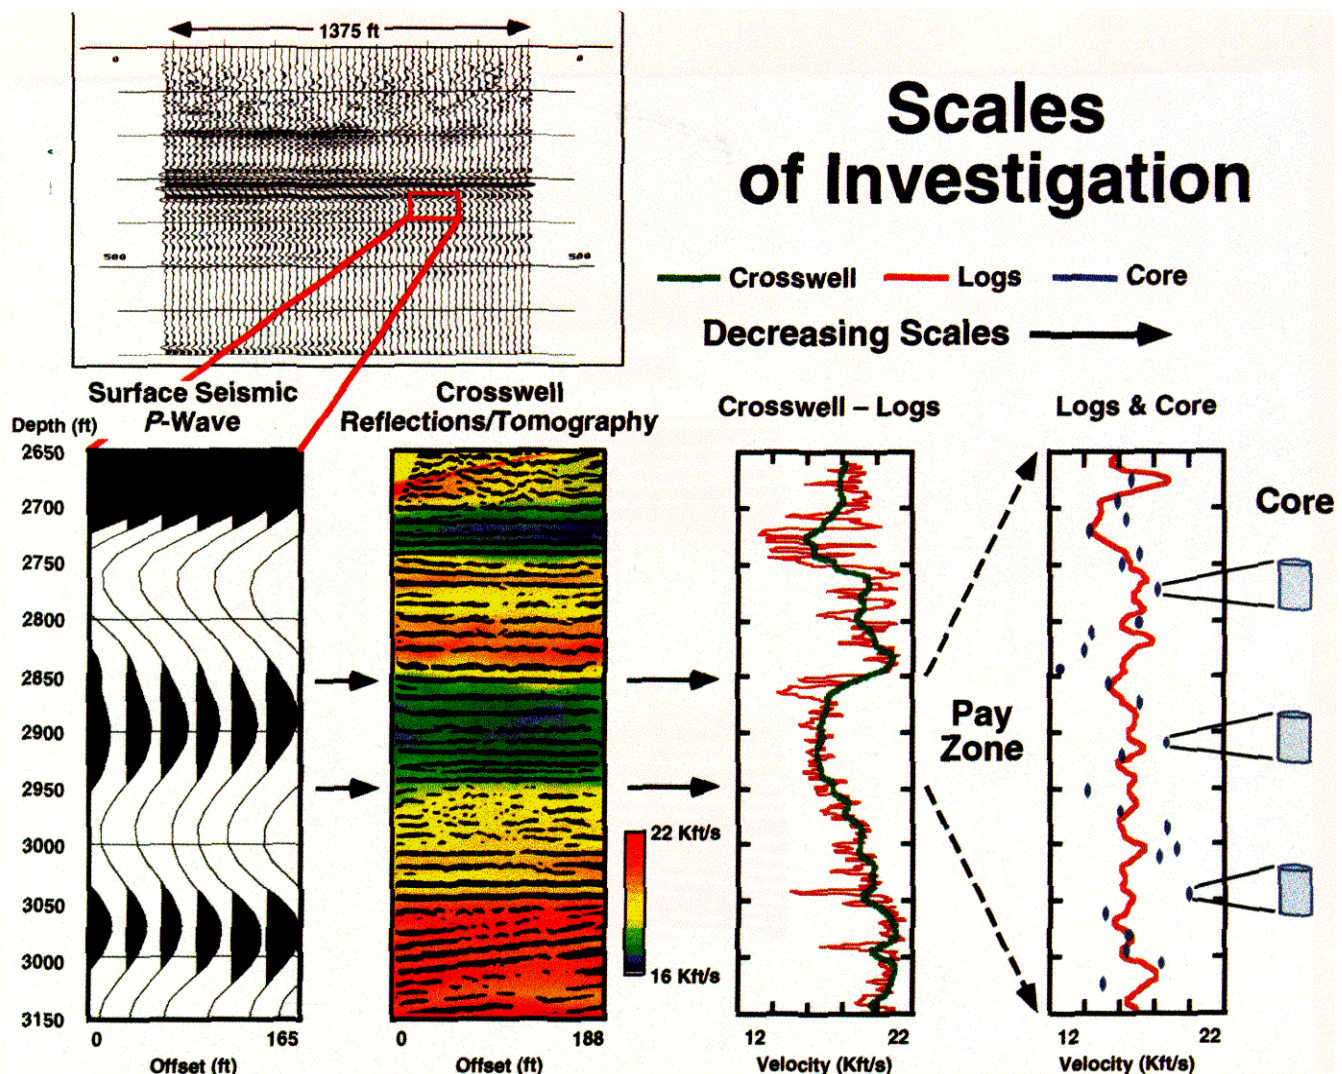 1375 ft
Scales
of Investigation
500
500
Crosswell
Logs
Core
Decreasing Scales
Surface Seismic
P-Wave
Crosswell
Reflections/Tomography
Crosswell – Logs
Logs & Core
Depth (ft)
2650
2700
2750
2800
2850
2900
2950
3000
3050
3000
3150
Core
Pay
Zone
22 Kft/s
16 Kft/s
0
165
Offset (ft)
0
188
Offset (ft)
12
22
Velocity (Kft/s)
12
22
Velocity (Kft/s)